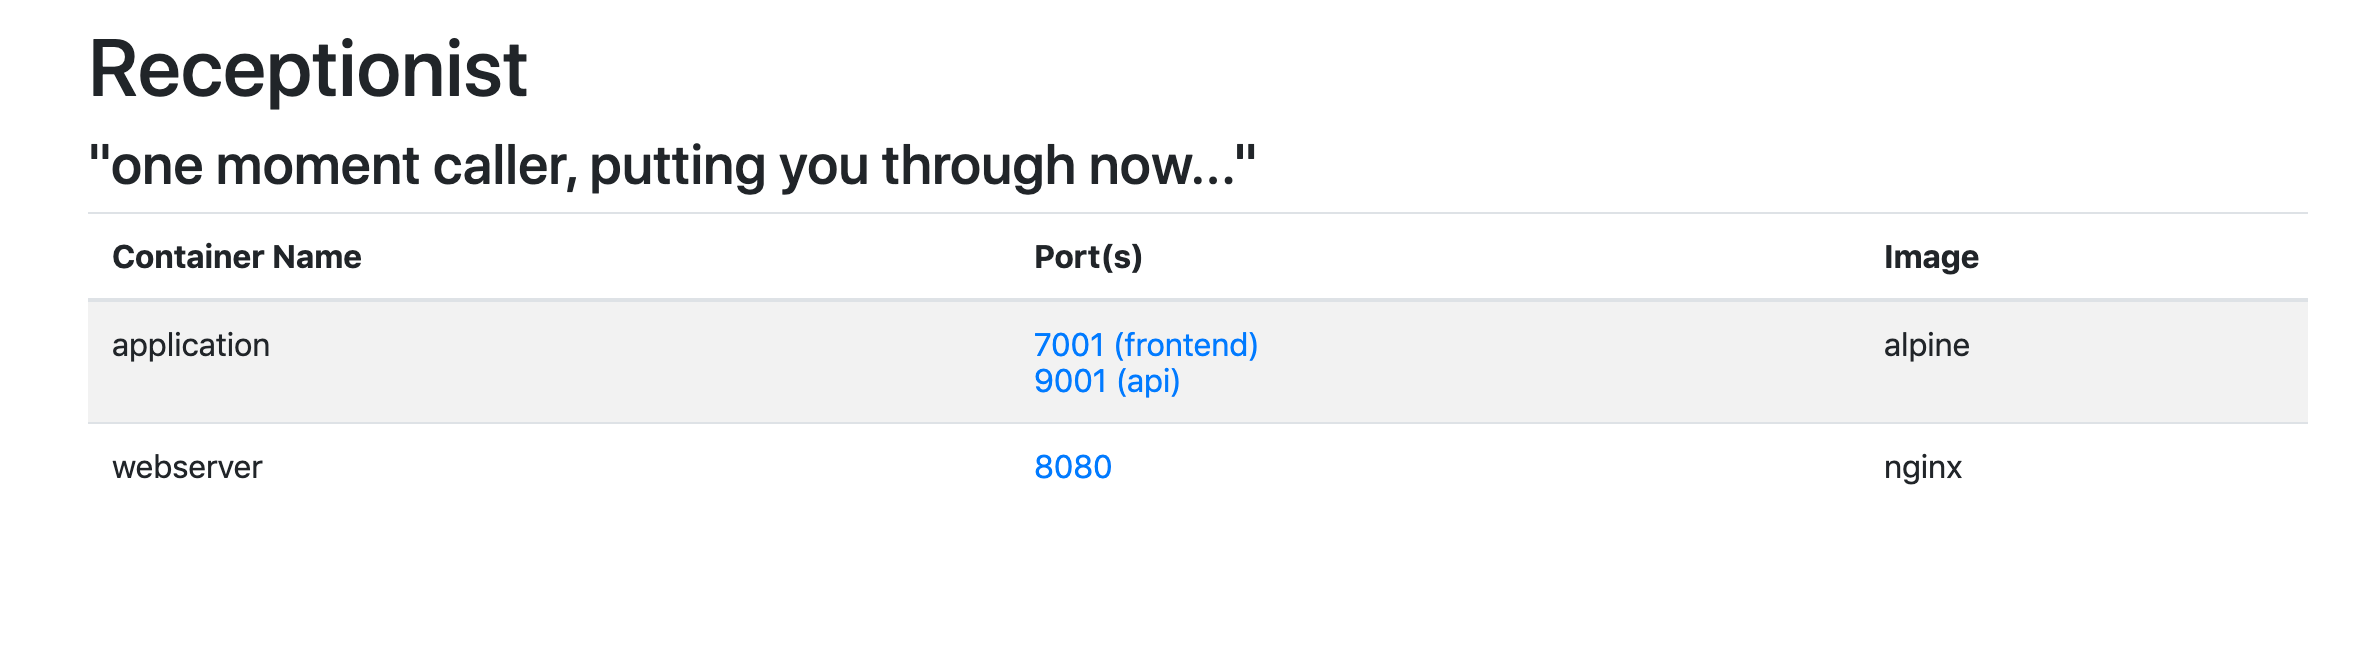 Receptionist
"one moment caller, putting you through now..."
Container Name Port(s) Image
application 7001 (frontend) alpine
9001 (api)
webserver 8080 nginx